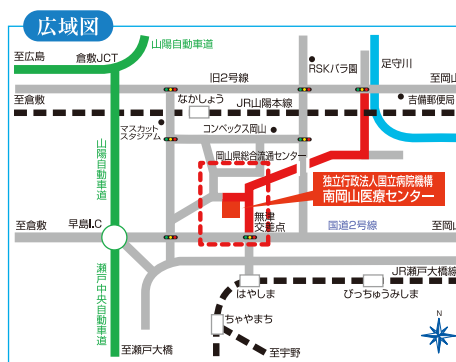 広域図
山陽自動車道
至広島
倉敷JCT
RSKバラ園
足守川
旧2号線
至岡山
至倉敷
なかしょう
JR山陽本線
吉備郵便局
マスカット
スタジアム
コンベックス岡山
山陽自動車道
岡山県総合流通センター
独立行政法人国立病院機構
南岡山医療センター
無津
交差点
至倉敷
早島I.C
国道2号線
至岡山
JR瀬戸大橋線
はやしま
びっちゅうみしま
瀬戸中央自動車道
ちゃやまち
至瀬戸大橋
至宇野
N